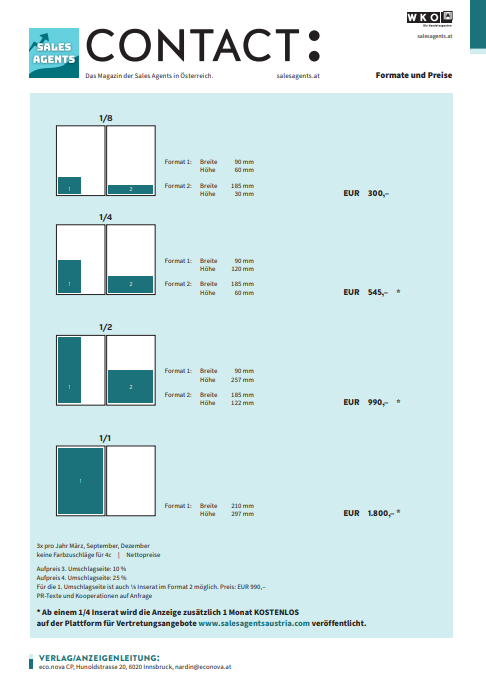 WKO
Die Handelsagenten
salesagents.at
SALES
AGENTS
CONTACT:
Das Magazin der Sales Agents in Österreich.
salesagents.at
Formate und Preise
1/8
1
2
Format 1: Breite 90 mm
Höhe 60 mm
Format 2: Breite 185 mm
Höhe 30 mm
EUR 300,–
1/4
1
2
Format 1: Breite 90 mm
Höhe 120 mm
Format 2: Breite 185 mm
Höhe 60 mm
EUR 545,– *
1/2
1
2
Format 1: Breite 90 mm
Höhe 257 mm
Format 2: Breite 185 mm
Höhe 122 mm
EUR 990,– *
1/1
1
Format 1: Breite 210 mm
Höhe 297 mm
EUR 1.800,– *
3x pro Jahr März, September, Dezember
keine Farbzuschläge für 4c | Nettopreise
Aufpreis 3. Umschlagseite: 10 %
Aufpreis 4. Umschlagseite: 25 %
Für die 1. Umschlagseite ist auch Inserat im Format 2 möglich. Preis: EUR 990,–
PR-Texte und Kooperationen auf Anfrage
* Ab einem 1/4 Inserat wird die Anzeige zusätzlich 1 Monat KOSTENLOS
auf der Plattform für Vertretungsangebote www.salesagentsaustria.com veröffentlicht.
VERLAG/ANZEIGENLEITUNG:
eco.nova CP, Hunoldstrasse 20, 6020 Innsbruck, nardin@econova.at